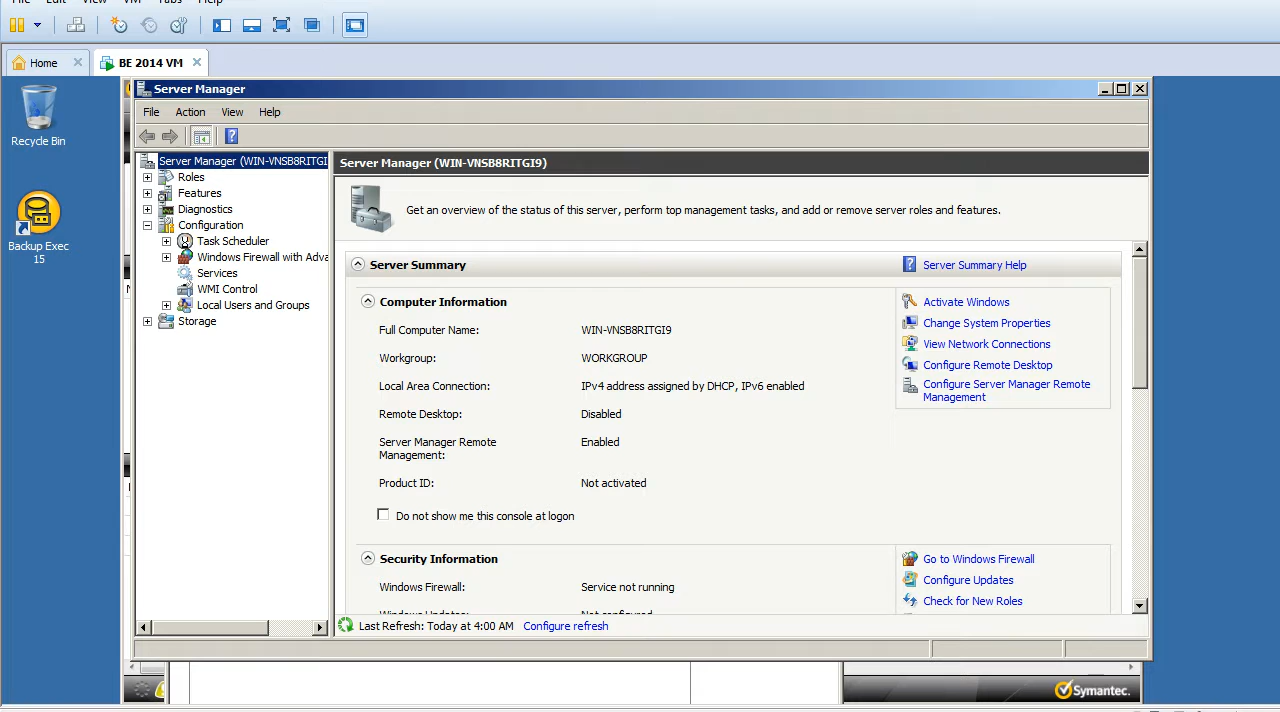 File Edit View VM Tabs Help
Home
BE 2014 VM
Recycle Bin
Backup Exec
15
Server Manager
File Action View Help
Server Manager (WIN-VNSB8RITGI
Roles
Features
Diagnostics
Configuration
Task Scheduler
Windows Firewall with Adva
Services
WMI Control
Local Users and Groups
Storage
Server Manager (WIN-VNSB8RITGI9)
Get an overview of the status of this server, perform top management tasks, and add or remove server roles and features.
Server Summary
Server Summary Help
Computer Information
Full Computer Name: WIN-VNSB8RITGI9
Workgroup: WORKGROUP
Local Area Connection: IPv4 address assigned by DHCP, IPv6 enabled
Remote Desktop: Disabled
Server Manager Remote
Management: Enabled
Product ID: Not activated
Do not show me this console at logon
Activate Windows
Change System Properties
View Network Connections
Configure Remote Desktop
Configure Server Manager Remote
Management
Security Information
Windows Firewall: Service not running
Windows Updates: Not configured
Go to Windows Firewall
Configure Updates
Check for New Roles
Last Refresh: Today at 4:00 AM Configure refresh
Symantec.